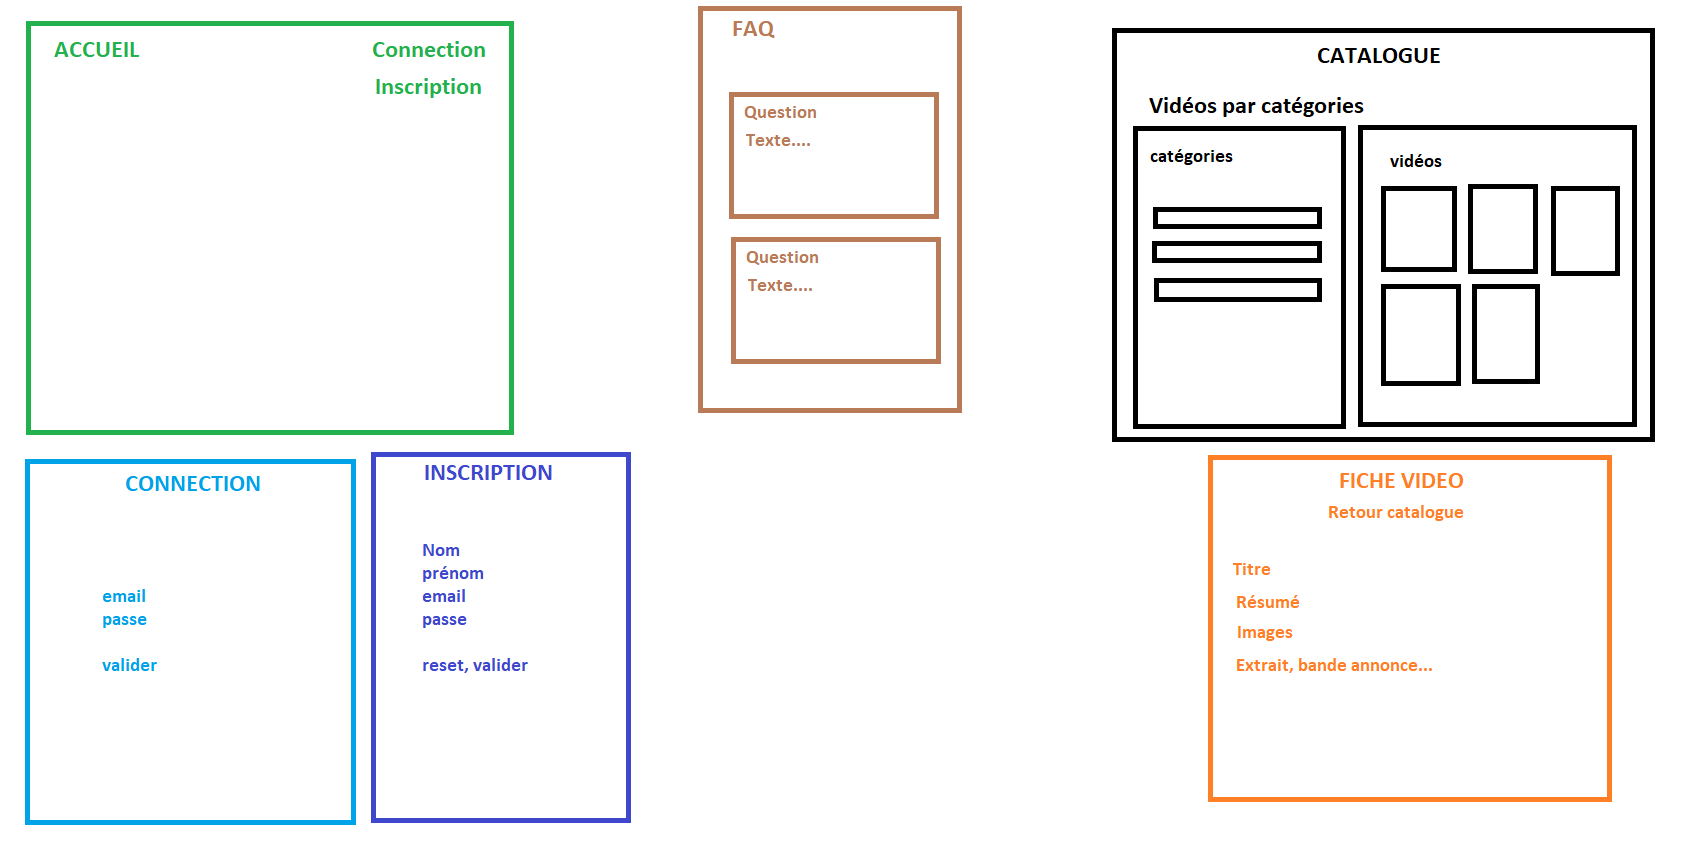 ACCUEIL
Connection
Inscription
FAQ
Question
Texte....
Question
Texte....
CATALOGUE
Vidéos par catégories
catégories
vidéos
CONNECTION
email
passe
valider
INSCRIPTION
Nom
prénom
email
passe
reset, valider
FICHE VIDEO
Retour catalogue
Titre
Résumé
Images
Extrait, bande annonce...